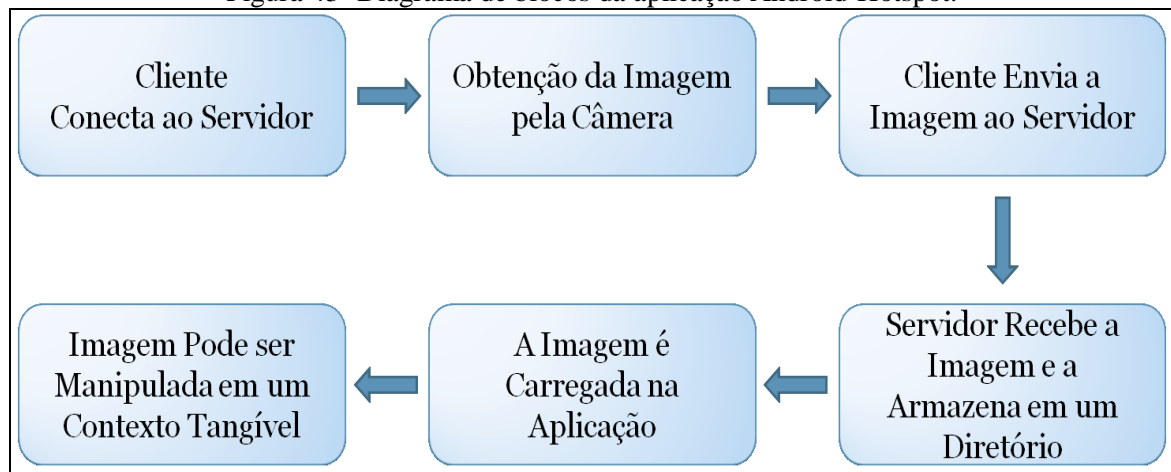 Figura 43- Diagrama de blocos da aplicação Android Hotspot.
Cliente
Conecta ao Servidor
Obtenção da Imagem
pela Câmera
Cliente Envia a
Imagem ao Servidor
Servidor Recebe a
Imagem e a
Armazena em um
Diretório
A Imagem é
Carregada na
Aplicação
Imagem Pode ser
Manipulada em um
Contexto Tangível